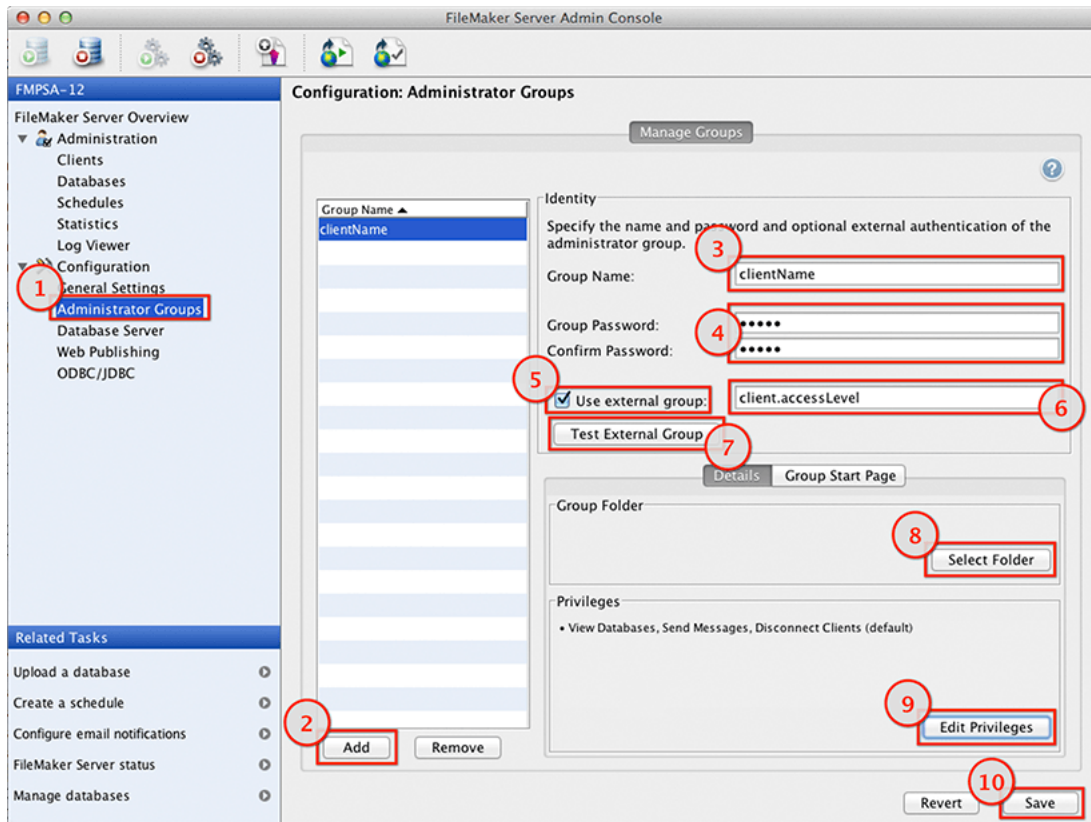 FileMaker Server Admin Console
FMPSA-12
FileMaker Server Overview
Administration
Clients
Databases
Schedules
Statistics
Log Viewer
Configuration
General Settings
1
Administrator Groups
Database Server
Web Publishing
ODBC/JDBC
Related Tasks
Upload a database
Create a schedule
Configure email notifications
FileMaker Server status
Manage databases
Configuration: Administrator Groups
Manage Groups
?
Group Name
clientName
2
Add
Remove
Identity
Specify the name and password and optional external authentication of the
administrator group.
3
Group Name:
clientName
Group Password:
•••••
4
Confirm Password:
•••••
5
Use external group:
client.accessLevel
6
Test External Group
7
Details
Group Start Page
Group Folder
8
Select Folder
Privileges
• View Databases, Send Messages, Disconnect Clients (default)
9
Edit Privileges
10
Revert
Save